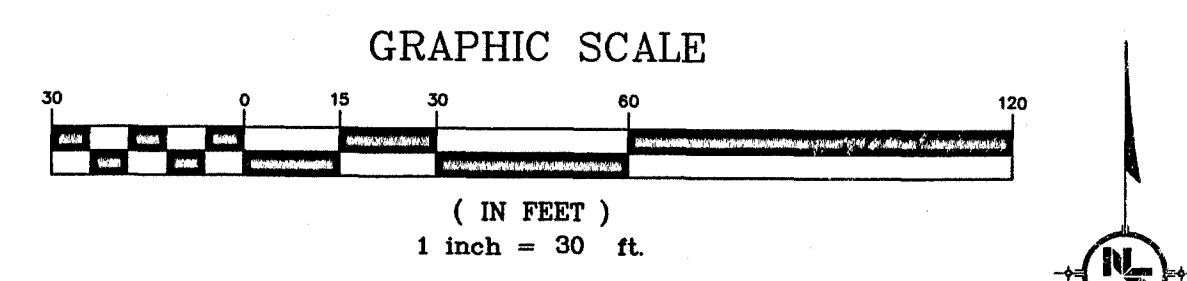 GRAPHIC SCALE
30 0 15 30 60 120
( IN FEET )
1 inch = 30 ft.